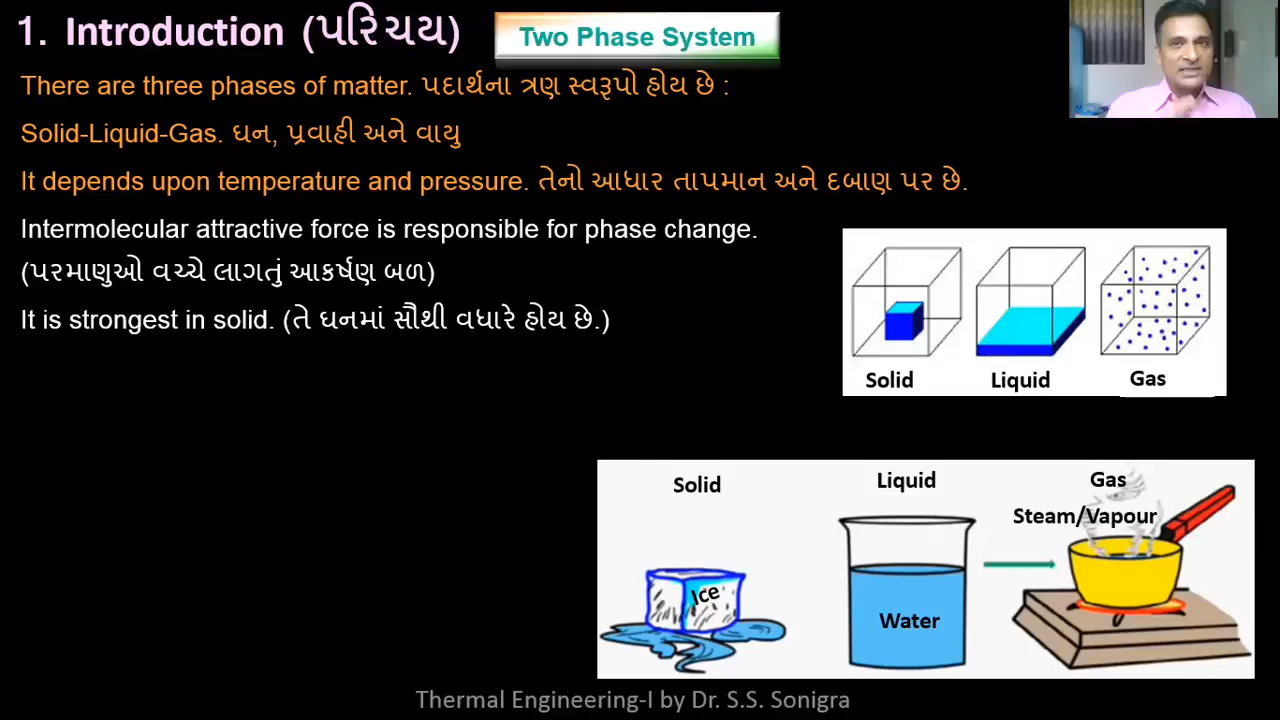 1. Introduction (પરિચય)
Two Phase System
There are three phases of matter. પદાર્થના ત્રણ સ્વરૂપો હોય છે :
Solid-Liquid-Gas. ઘન, પ્રવાહી અને વાયુ
It depends upon temperature and pressure. તેનો આધાર તાપમાન અને દબાણ પર છે.
Intermolecular attractive force is responsible for phase change.
(પરમાણુઓ વચ્ચે લાગતું આકર્ષણ બળ)
It is strongest in solid. (તે ઘનમાં સૌથી વધારે હોય છે.)
Solid
Liquid
Gas
Solid
Liquid
Gas
Steam/Vapour
Ice
Water
Thermal Engineering-I by Dr. S.S. Sonigra